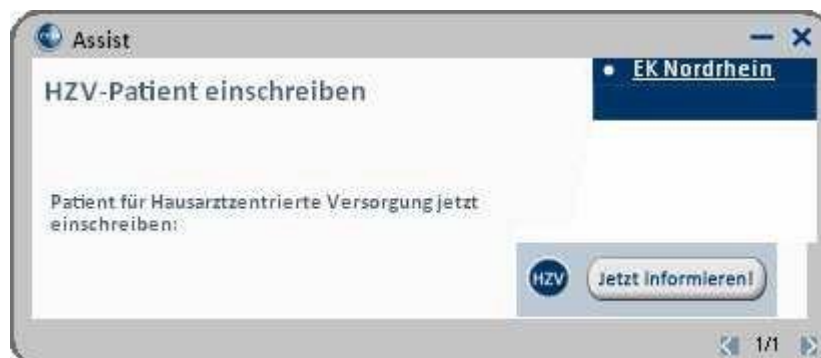 Assist
EK Nordrhein
HZV-Patient einschreiben
Patient für Hausarztzentrierte Versorgung jetzt
einschreiben:
HZV
Jetzt informieren!
1/1